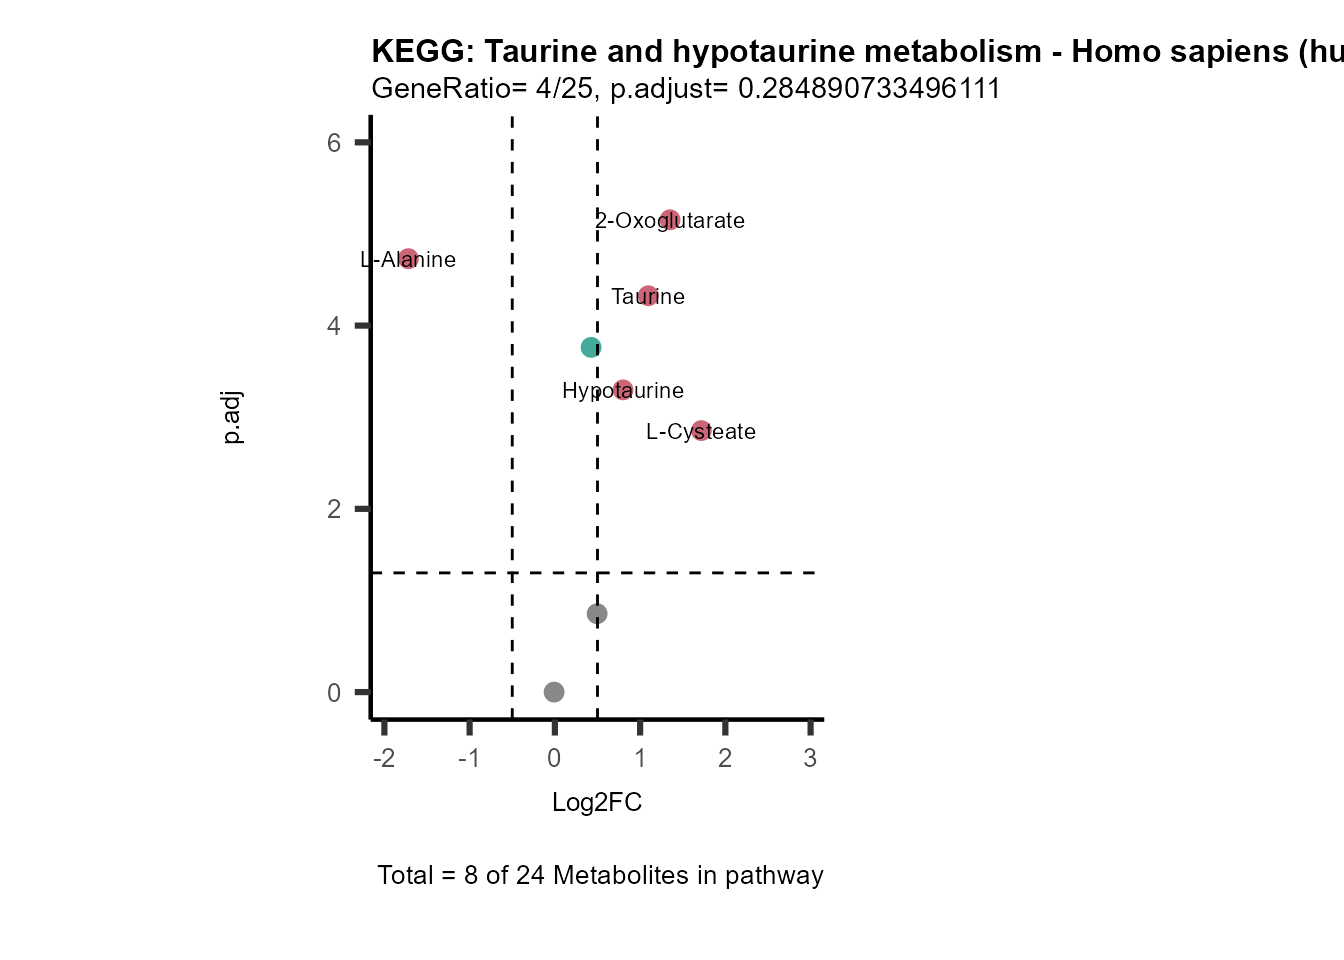 KEGG: Taurine and hypotaurine metabolism - Homo sapiens (hu
GeneRatio= 4/25, p.adjust= 0.284890733496111
6
2-Oxoglutarate
L-Alanine
Taurine
4
Hypotaurine
L-Cysteate
p.adj
2
0
-2 -1 0 1 2 3
Log2FC
Total = 8 of 24 Metabolites in pathway